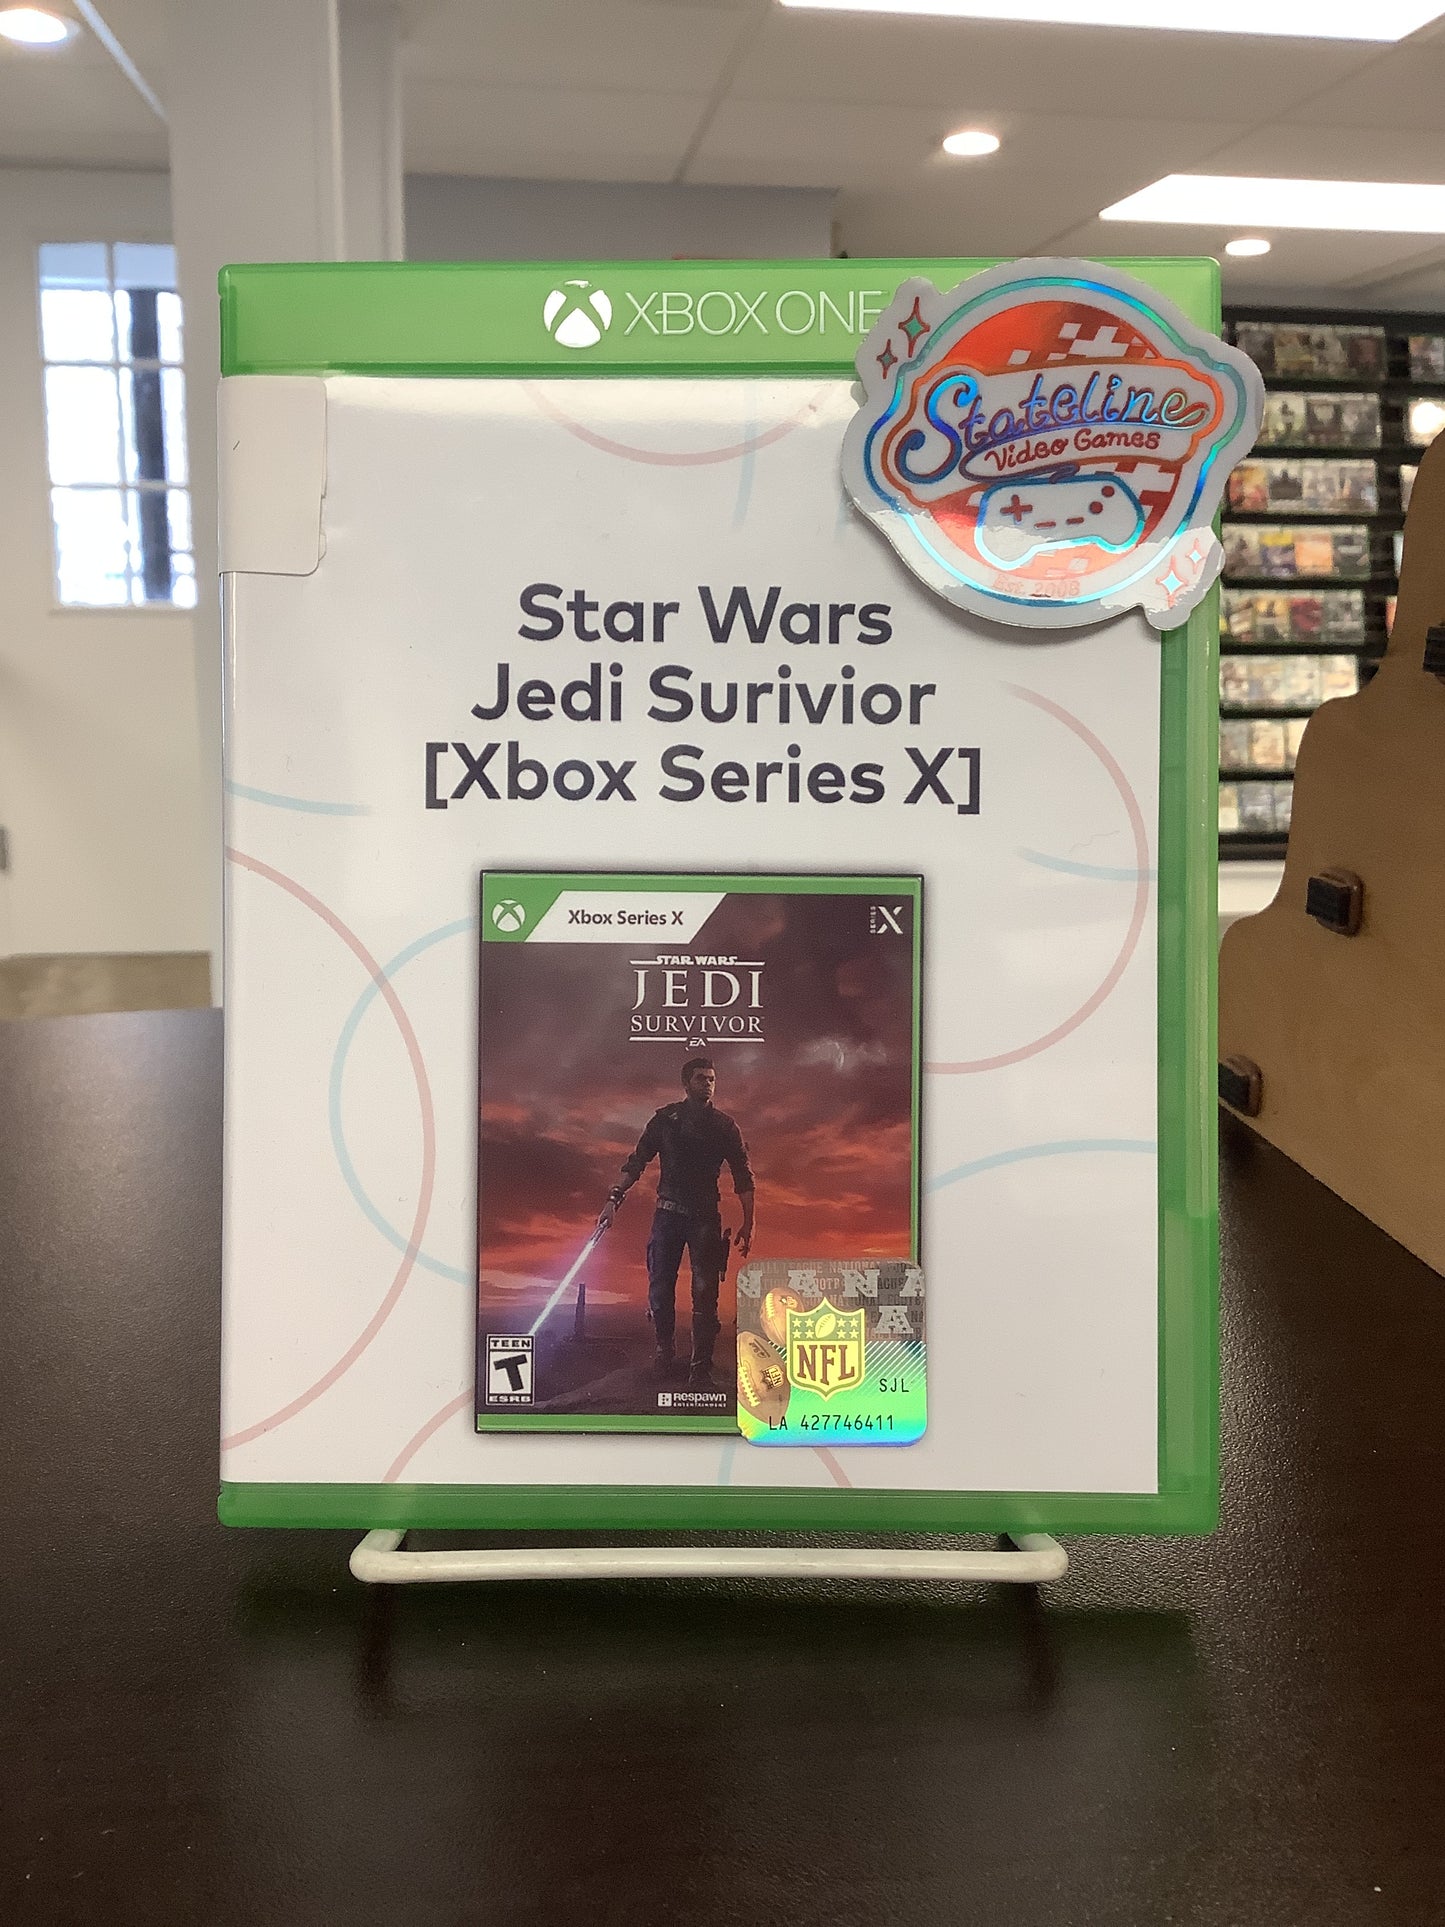 XBOX ONE
Stateline
Video Games
Est. 2008
Star Wars
Jedi Surivior
[Xbox Series X]
Xbox Series X
SERIES X
STAR WARS
JEDI
SURVIVOR
EA
TEEN
T
ESRB
Respawn
ENTERTAINMENT
NFL
SJL
LA 427746411